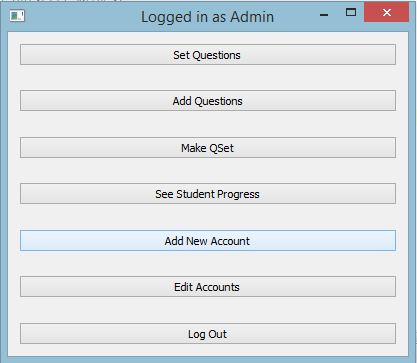 Logged in as Admin
Set Questions
Add Questions
Make QSet
See Student Progress
Add New Account
Edit Accounts
Log Out